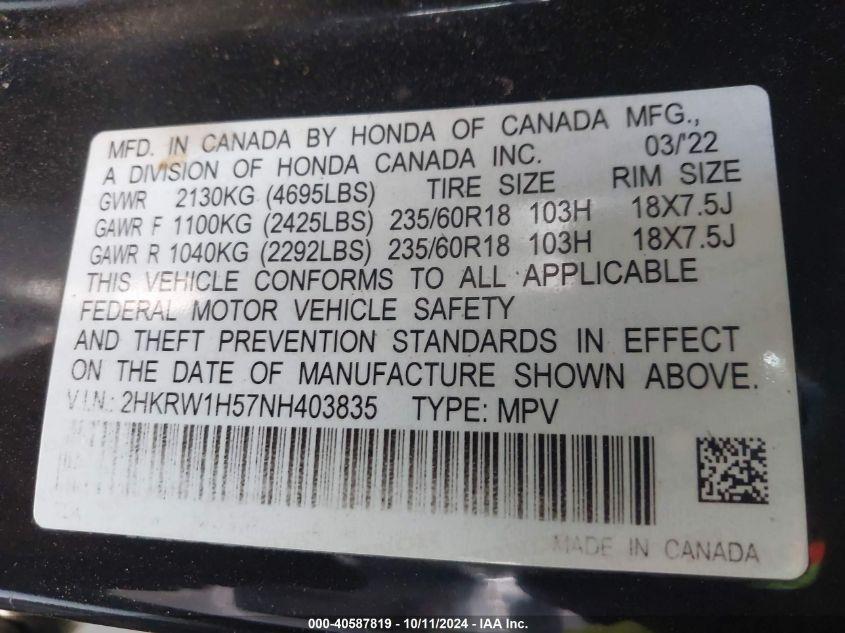 MFD. IN CANADA BY HONDA OF CANADA MFG.,
A DIVISION OF HONDA CANADA INC. 03/'22
GVWR 2130KG (4695LBS) TIRE SIZE RIM SIZE
GAWR F 1100KG (2425LBS) 235/60R18 103H 18X7.5J
GAWR R 1040KG (2292LBS) 235/60R18 103H 18X7.5J
THIS VEHICLE CONFORMS TO ALL APPLICABLE
FEDERAL MOTOR VEHICLE SAFETY
AND THEFT PREVENTION STANDARDS IN EFFECT
ON THE DATE OF MANUFACTURE SHOWN ABOVE.
V.I.N.: 2HKRW1H57NH403835 TYPE: MPV
MADE IN CANADA
000-40587819 - 10/11/2024 - IAA Inc.